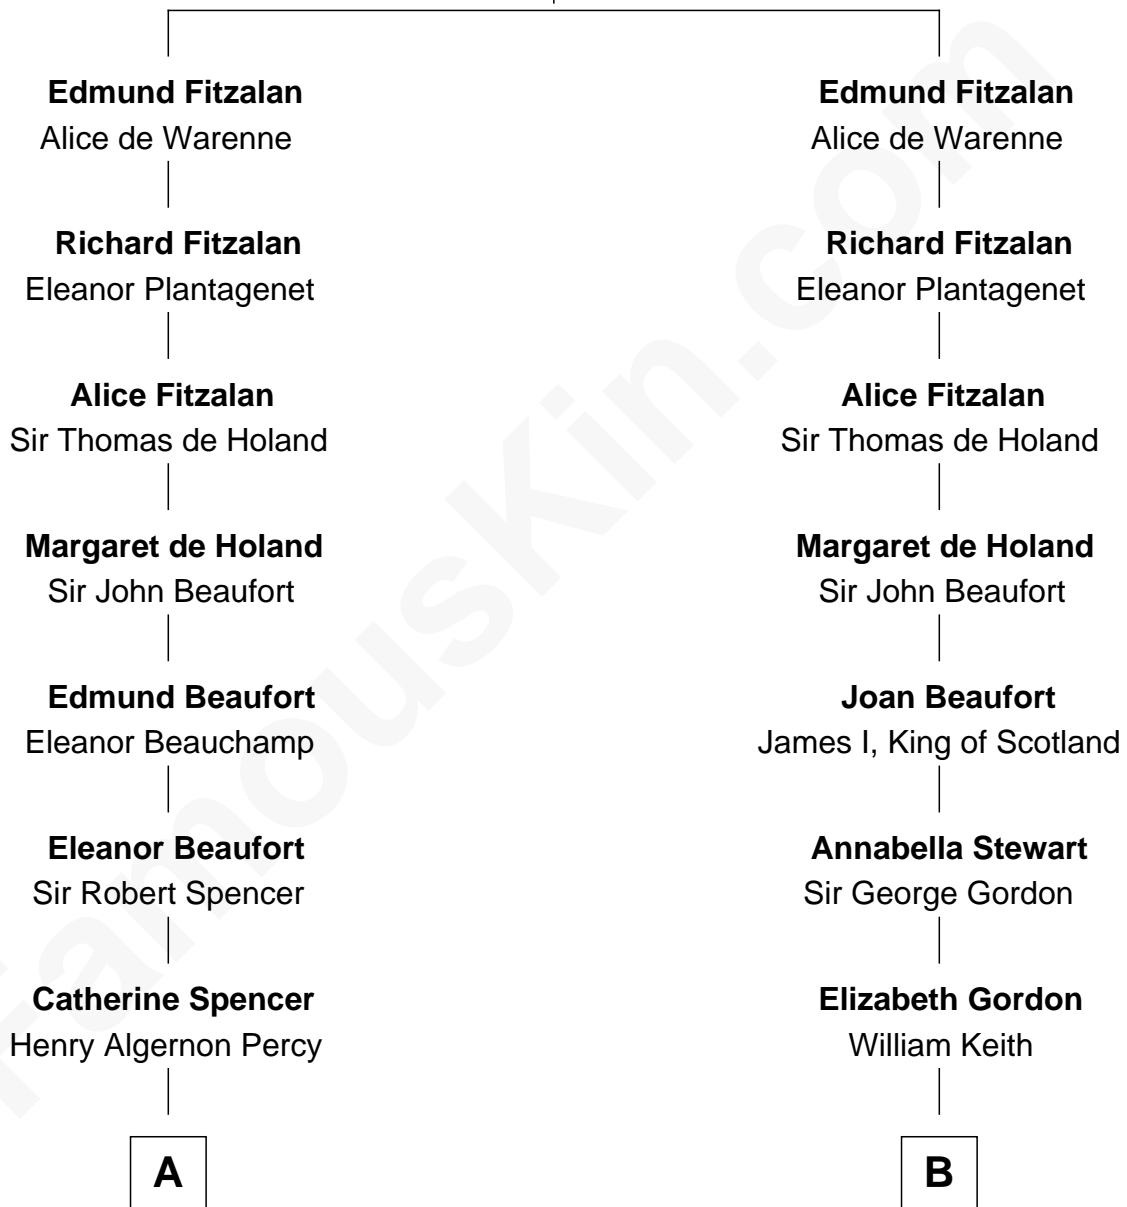 Edmund Fitzalan
Alice de Warenne
Richard Fitzalan
Eleanor Plantagenet
Alice Fitzalan
Sir Thomas de Holand
Margaret de Holand
Sir John Beaufort
Edmund Beaufort
Eleanor Beauchamp
Eleanor Beaufort
Sir Robert Spencer
Catherine Spencer
Henry Algernon Percy
A
Edmund Fitzalan
Alice de Warenne
Richard Fitzalan
Eleanor Plantagenet
Alice Fitzalan
Sir Thomas de Holand
Margaret de Holand
Sir John Beaufort
Joan Beaufort
James I, King of Scotland
Annabella Stewart
Sir George Gordon
Elizabeth Gordon
William Keith
B
FamousKin.com